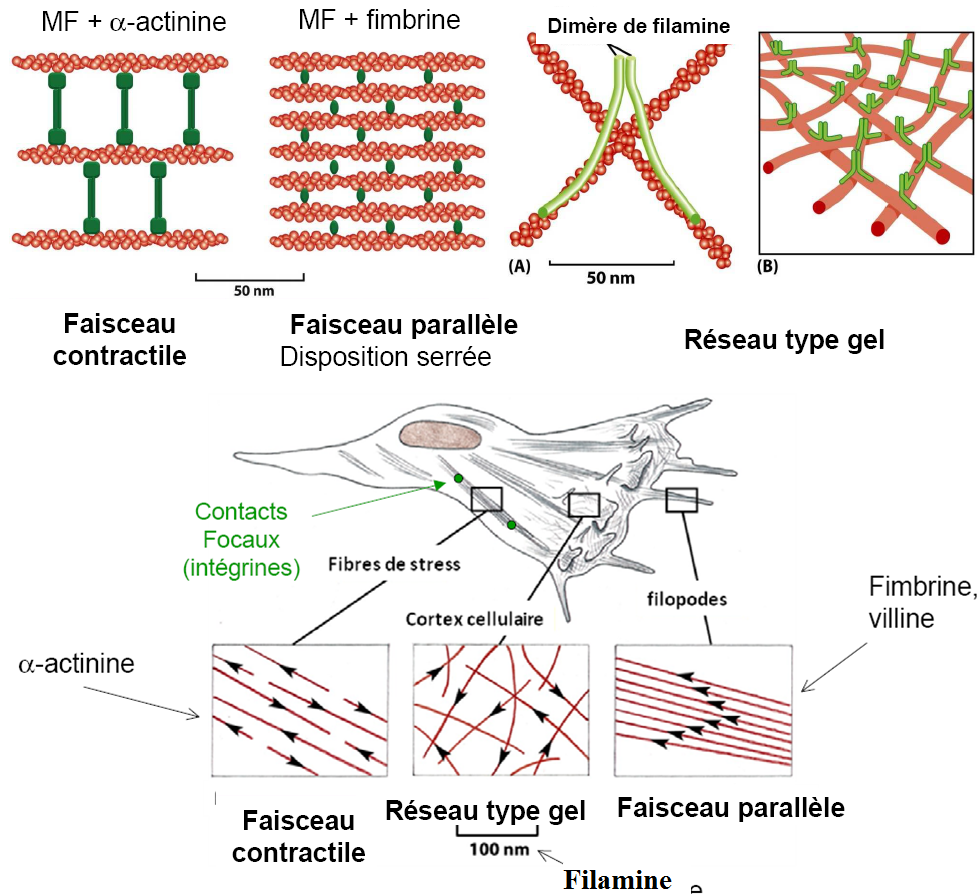 MF + α-actinine
MF + fimbrine
Dimère de filamine
(A)
(B)
50 nm
50 nm
Faisceau
contractile
Faisceau parallèle
Disposition serrée
Réseau type gel
Contacts
Focaux
(intégrines)
Fibres de stress
Cortex cellulaire
filopodes
Fimbrine,
villine
α-actinine
Faisceau
contractile
Réseau type gel
Faisceau parallèle
100 nm
Filamine